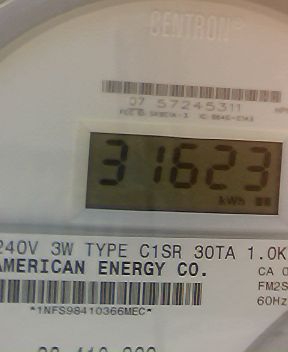 CENTRON®
07 57245311
31623
kWh
240V 3W TYPE C1SR 30TA 1.0K
AMERICAN ENERGY CO.
CA 0
FM2S
60Hz
*1NFS98410366MEC*